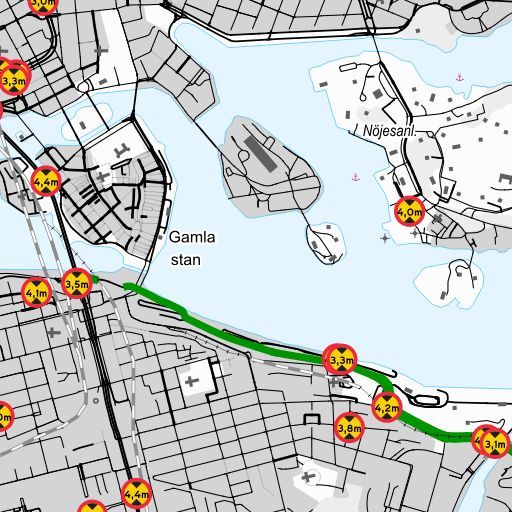 3,0m
3,3m
Nöjesanl.
4,4m
4,0m
Gamla
stan
3,5m
4,1m
3,3m
4,2m
3,8m
3,1m
4,4m